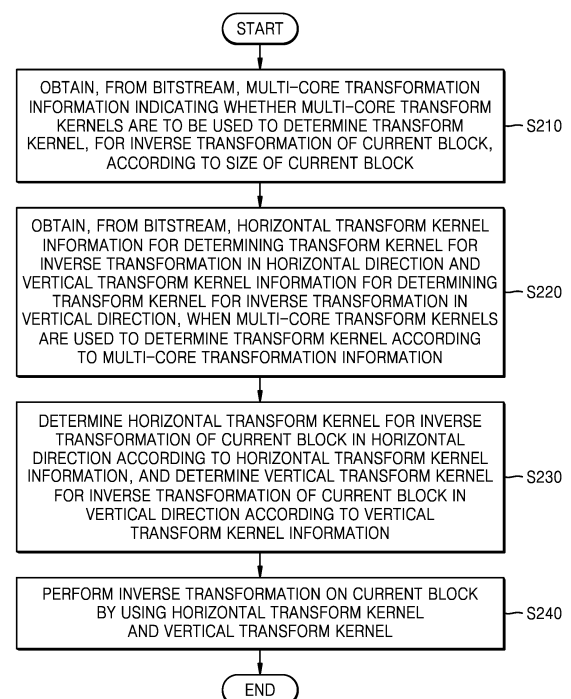 START
OBTAIN, FROM BITSTREAM, MULTI-CORE TRANSFORMATION
INFORMATION INDICATING WHETHER MULTI-CORE TRANSFORM
KERNELS ARE TO BE USED TO DETERMINE TRANSFORM
KERNEL, FOR INVERSE TRANSFORMATION OF CURRENT BLOCK,
ACCORDING TO SIZE OF CURRENT BLOCK
S210
OBTAIN, FROM BITSTREAM, HORIZONTAL TRANSFORM KERNEL
INFORMATION FOR DETERMINING TRANSFORM KERNEL FOR
INVERSE TRANSFORMATION IN HORIZONTAL DIRECTION AND
VERTICAL TRANSFORM KERNEL INFORMATION FOR DETERMINING
TRANSFORM KERNEL FOR INVERSE TRANSFORMATION IN
VERTICAL DIRECTION, WHEN MULTI-CORE TRANSFORM KERNELS
ARE USED TO DETERMINE TRANSFORM KERNEL ACCORDING
TO MULTI-CORE TRANSFORMATION INFORMATION
S220
DETERMINE HORIZONTAL TRANSFORM KERNEL FOR INVERSE
TRANSFORMATION OF CURRENT BLOCK IN HORIZONTAL
DIRECTION ACCORDING TO HORIZONTAL TRANSFORM KERNEL
INFORMATION, AND DETERMINE VERTICAL TRANSFORM KERNEL
FOR INVERSE TRANSFORMATION OF CURRENT BLOCK IN
VERTICAL DIRECTION ACCORDING TO VERTICAL
TRANSFORM KERNEL INFORMATION
S230
PERFORM INVERSE TRANSFORMATION ON CURRENT BLOCK
BY USING HORIZONTAL TRANSFORM KERNEL
AND VERTICAL TRANSFORM KERNEL
S240
END